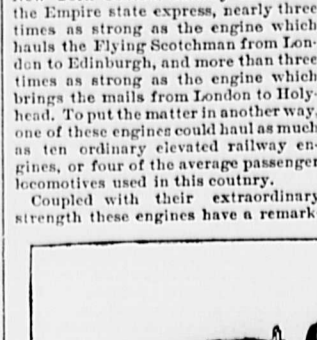 the Empire state express, nearly three
times as strong as the engine which
hauls the Flying Scotchman from Lon-
don to Edinburgh, and more than three
times as strong as the engine which
brings the mails from London to Holy-
head. To put the matter in another way,
one of these engines could haul as much
as ten ordinary elevated railway en-
gines, or four of the average passenger
locomotives used in this coutnry.
Coupled with their extraordinary
strength these engines have a remark-